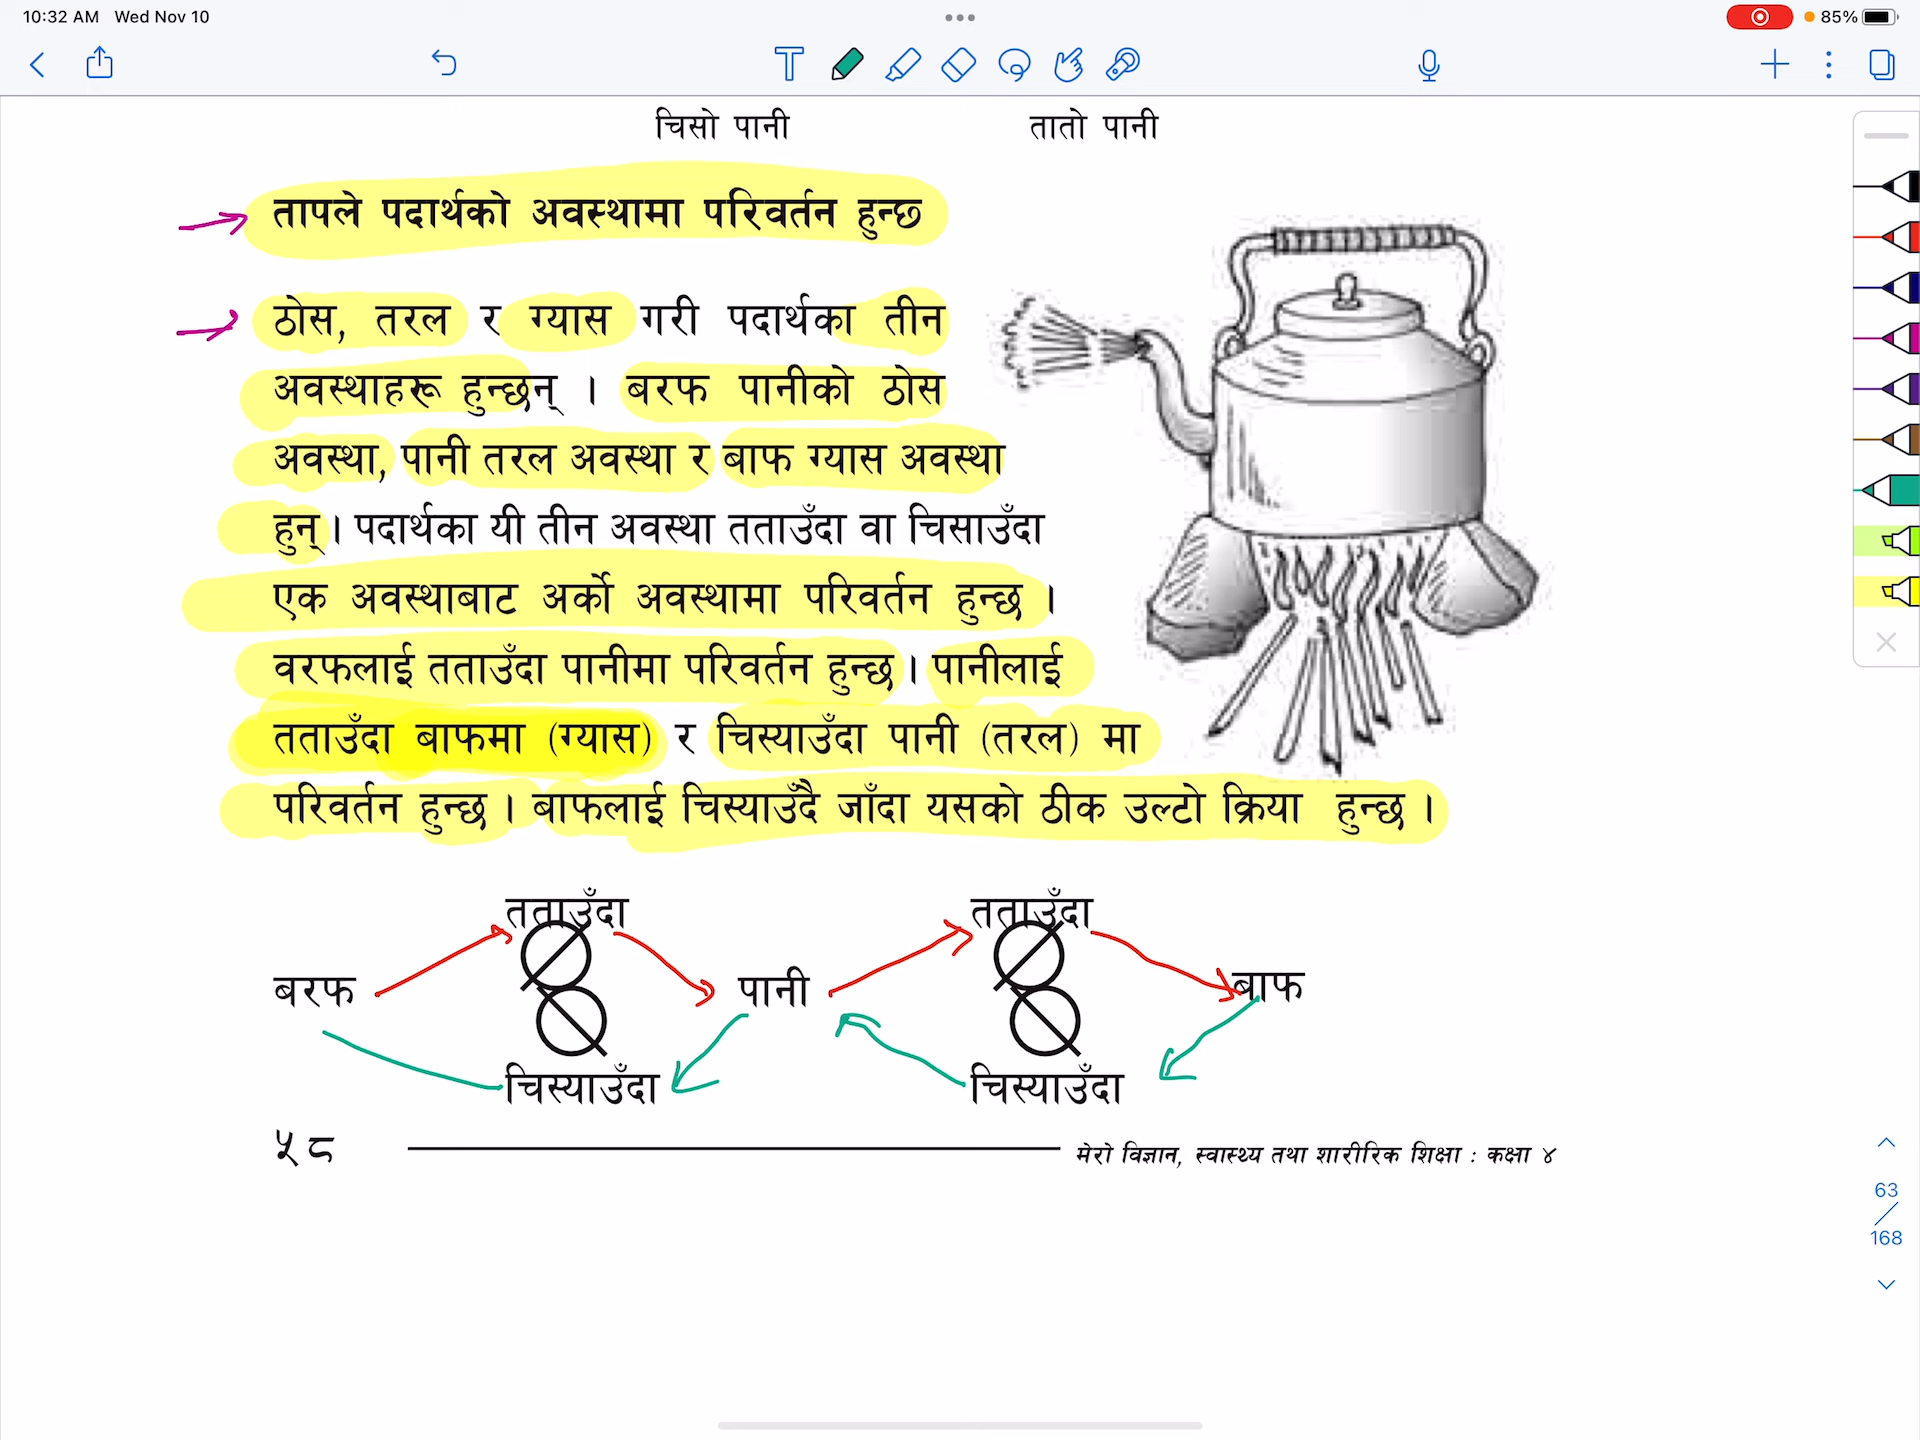 10:32 AM Wed Nov 10
85%
चिसो पानी तातो पानी
तापले पदार्थको अवस्थामा परिवर्तन हुन्छ
ठोस, तरल र ग्यास गरी पदार्थका तीन
अवस्थाहरू हुन्छन् । बरफ पानीको ठोस
अवस्था, पानी तरल अवस्था र बाफ ग्यास अवस्था
हुन् । पदार्थका यी तीन अवस्था तताउँदा वा चिसाउँदा
एक अवस्थाबाट अर्को अवस्थामा परिवर्तन हुन्छ ।
वरफलाई तताउँदा पानीमा परिवर्तन हुन्छ । पानीलाई
तताउँदा बाफमा (ग्यास) र चिस्याउँदा पानी (तरल) मा
परिवर्तन हुन्छ । बाफलाई चिस्याउँदै जाँदा यसको ठीक उल्टो क्रिया हुन्छ ।
तताउँदा तताउँदा
बरफ पानी बाफ
चिस्याउँदा चिस्याउँदा
५८ मेरो विज्ञान, स्वास्थ्य तथा शारीरिक शिक्षा : कक्षा ४
63
168